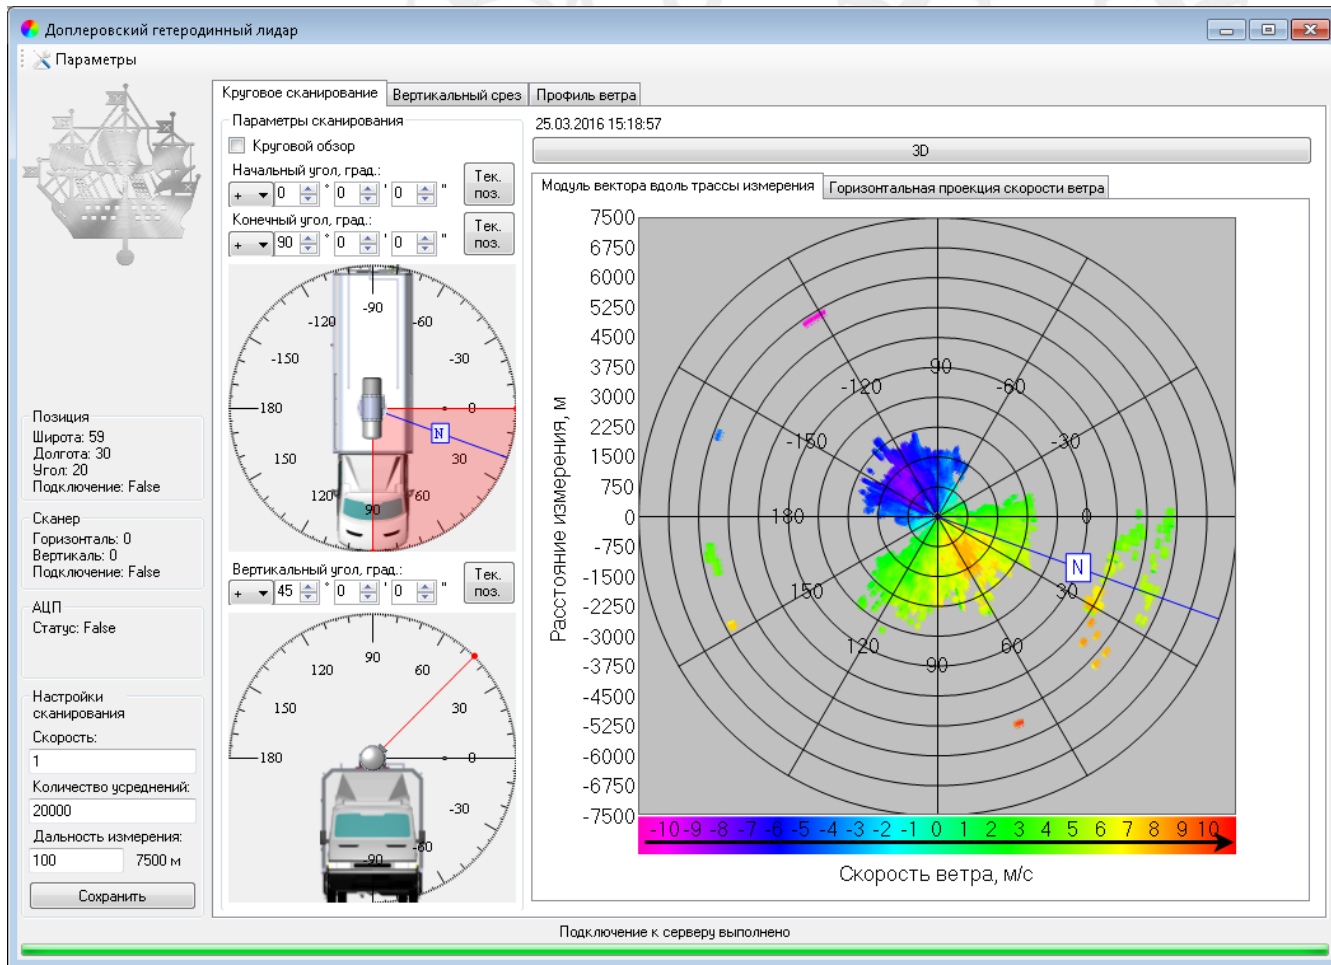 Доплеровский гетеродинный лидар
Параметры
Круговое сканирование Вертикальный срез Профиль ветра
Параметры сканирования
Круговой обзор
Начальный угол, град.:
+ 0 ° 0 ' 0 "
Тек. поз.
Конечный угол, град.:
+ 90 ° 0 ' 0 "
Тек. поз.
-90
-120 -60
-150 -30
180 0
N
150 30
120 60
90
Вертикальный угол, град.:
+ 45 ° 0 ' 0 "
Тек. поз.
90
120 60
150 30
180 0
-30
-60
-90
Позиция
Широта: 59
Долгота: 30
Угол: 20
Подключение: False
Сканер
Горизонталь: 0
Вертикаль: 0
Подключение: False
АЦП
Статус: False
Настройки
сканирования
Скорость:
1
Количество усреднений:
20000
Дальность измерения:
100 7500 м
Сохранить
25.03.2016 15:18:57
3D
Модуль вектора вдоль трассы измерения Горизонтальная проекция скорости ветра
Расстояние измерения, м
7500
6750
6000
5250
4500
3750
3000
2250
1500
750
0
-750
-1500
-2250
-3000
-3750
-4500
-5250
-6000
-6750
-7500
90
-120 -60
-150 -30
180 0
N
150 30
120 60
90
-10 -9 -8 -7 -6 -5 -4 -3 -2 -1 0 1 2 3 4 5 6 7 8 9 10
Скорость ветра, м/с
Подключение к серверу выполнено